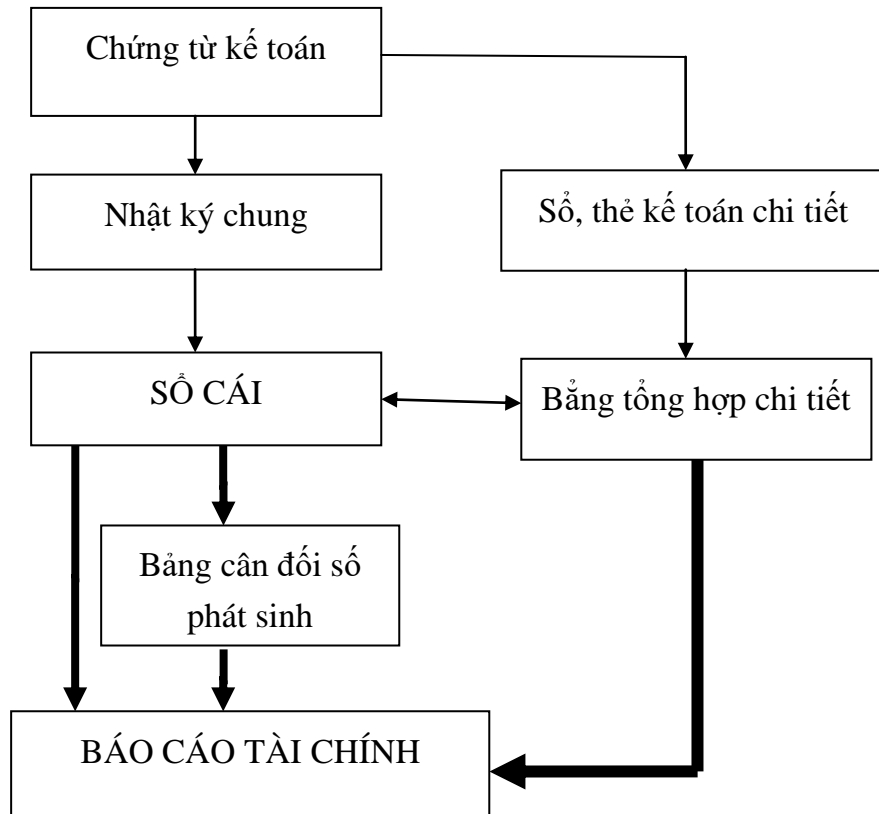 Chứng từ kế toán
Nhật ký chung
Sổ, thẻ kế toán chi tiết
SỔ CÁI
Bẳng tổng hợp chi tiết
Bảng cân đối số
phát sinh
BÁO CÁO TÀI CHÍNH